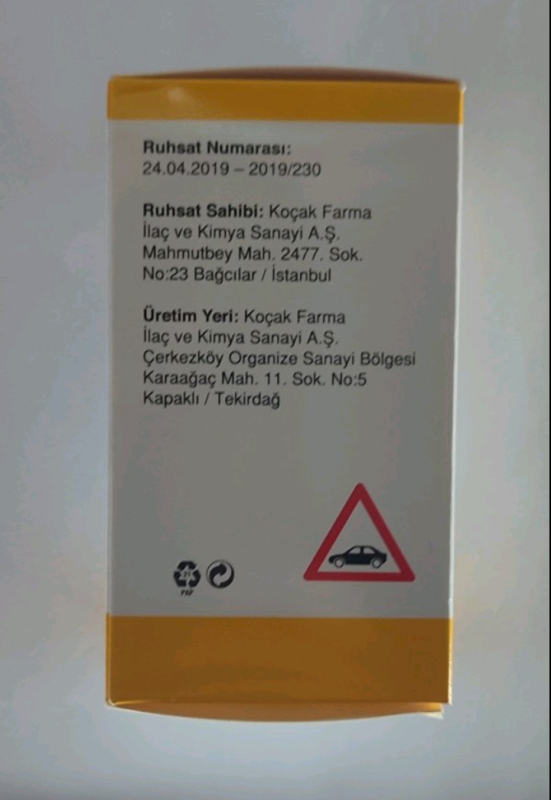 Ruhsat Numarası:
24.04.2019 – 2019/230
Ruhsat Sahibi: Koçak Farma
İlaç ve Kimya Sanayi A.Ş.
Mahmutbey Mah. 2477. Sok.
No:23 Bağcılar / İstanbul
Üretim Yeri: Koçak Farma
İlaç ve Kimya Sanayi A.Ş.
Çerkezköy Organize Sanayi Bölgesi
Karaağaç Mah. 11. Sok. No:5
Kapaklı / Tekirdağ
21
PAP